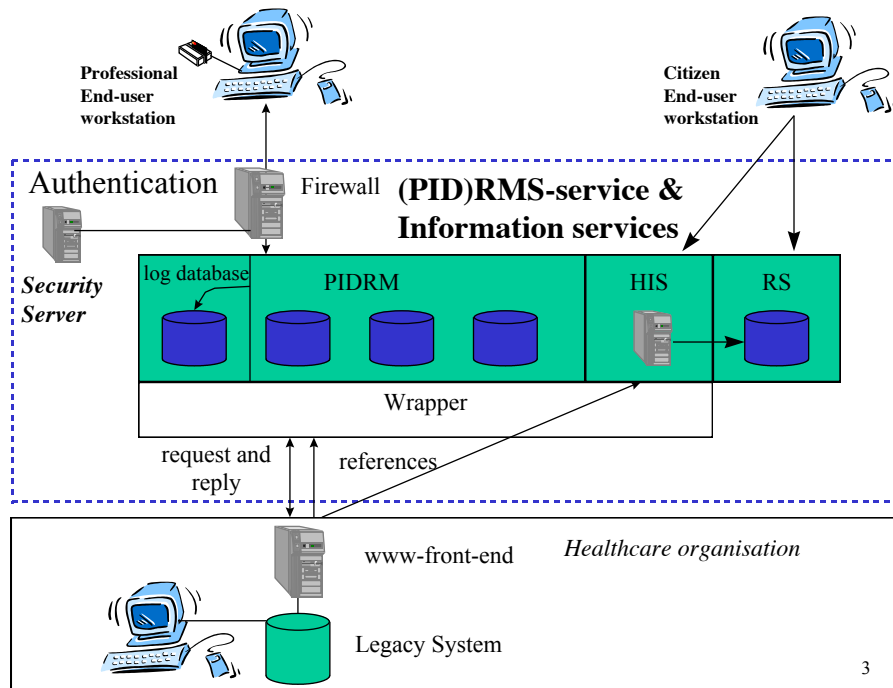 Professional
End-user
workstation
Citizen
End-user
workstation
Authentication
Firewall
(PID)RMS-service &
Information services
Security
Server
log database
PIDRM
HIS
RS
Wrapper
request and
reply
references
www-front-end
Healthcare organisation
Legacy System
3